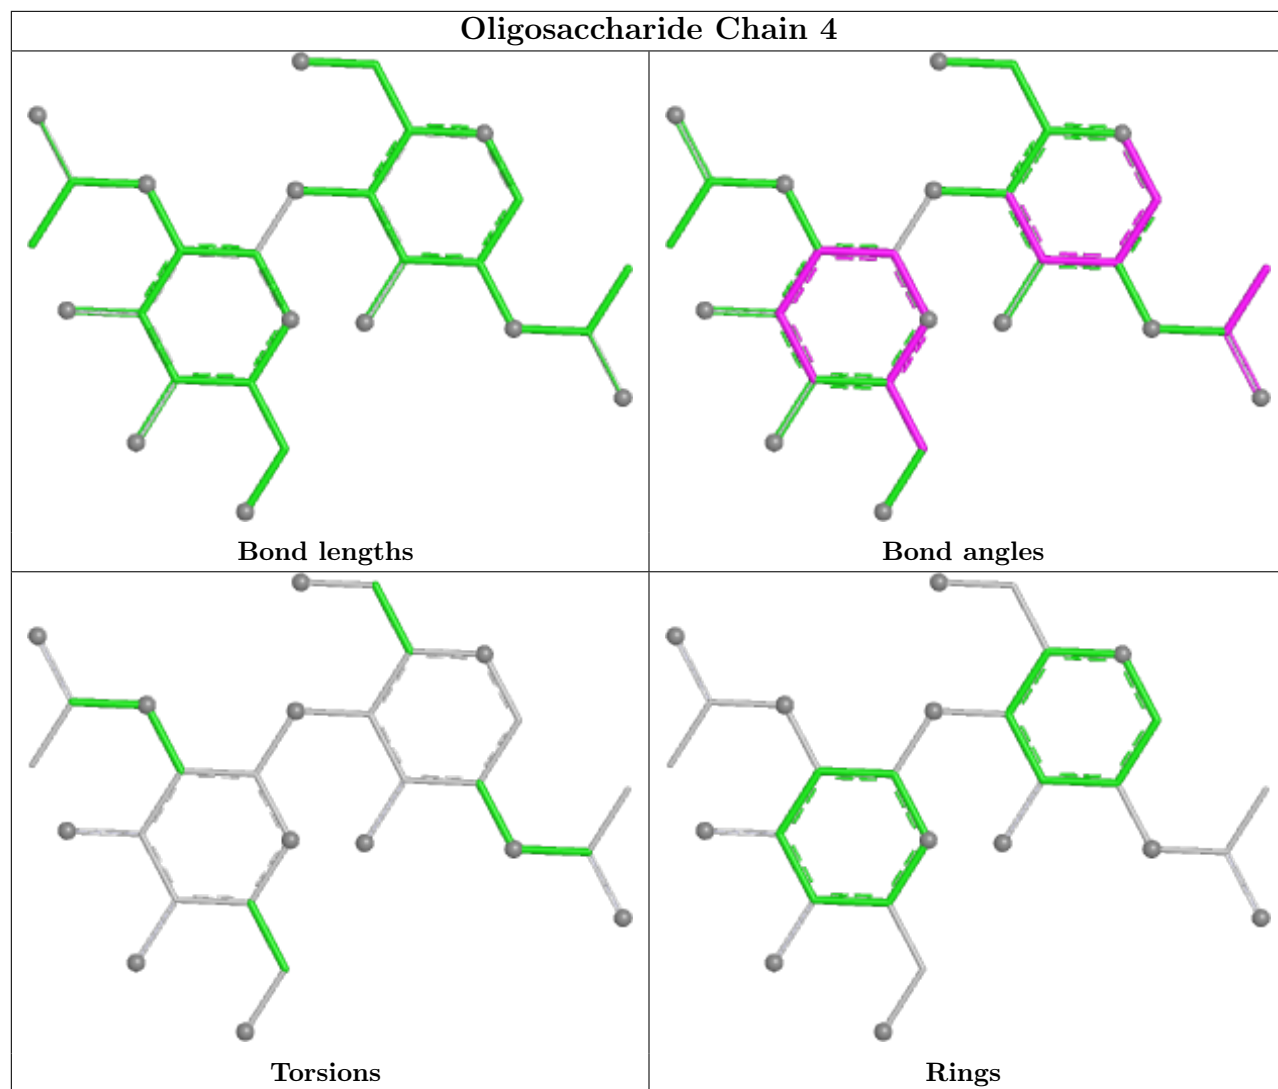 Oligosaccharide Chain 4
Bond lengths
Bond angles
Torsions
Rings